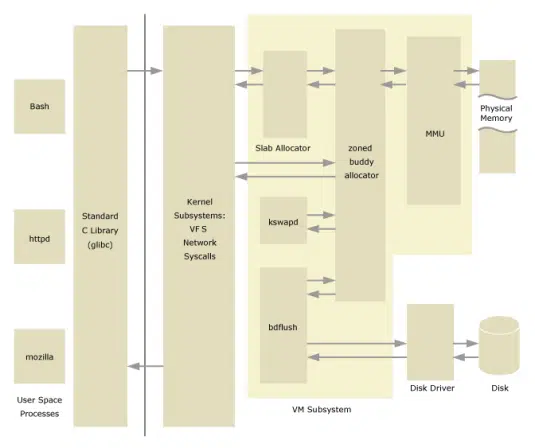 Bash
httpd
mozilla
User Space
Processes
Standard
C Library
(glibc)
Kernel
Subsystems:
VF S
Network
Syscalls
Slab Allocator
kswapd
bdflush
zoned
buddy
allocator
MMU
Physical
Memory
Disk Driver
Disk
VM Subsystem